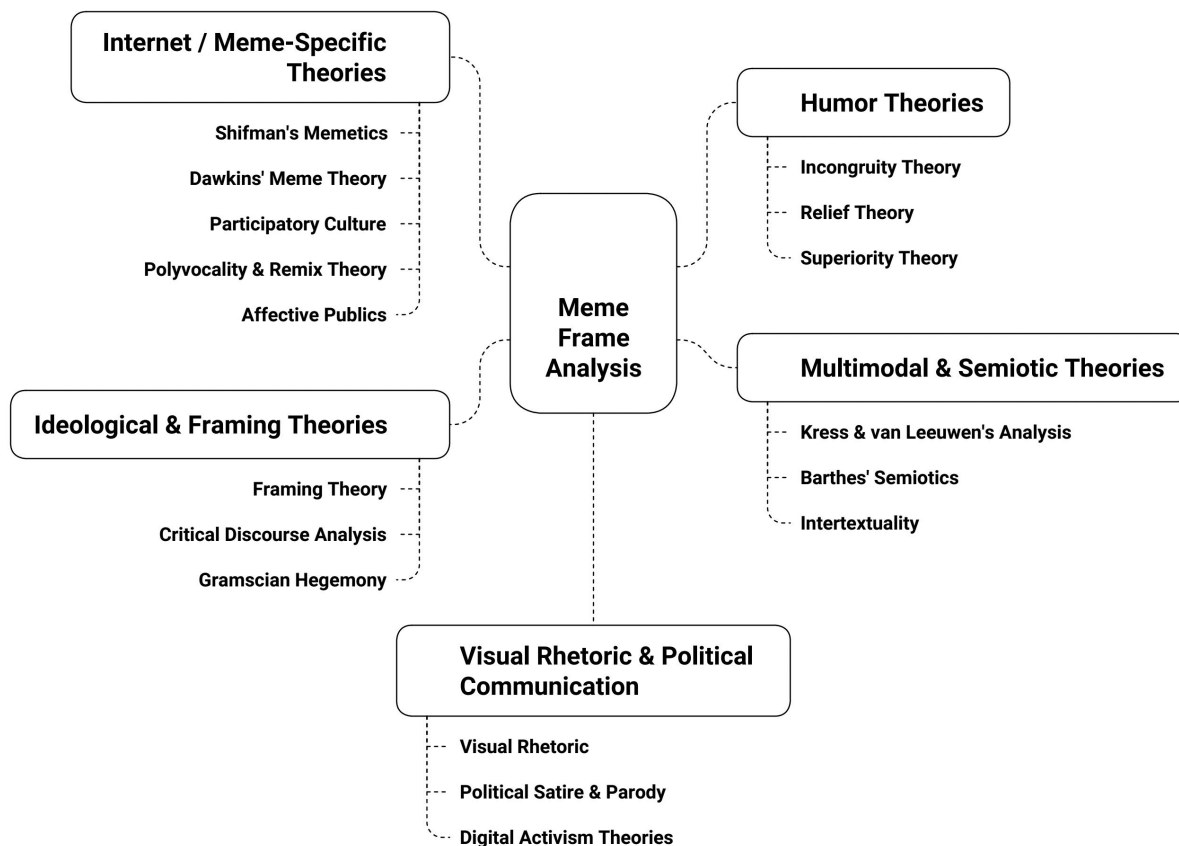 Internet / Meme-Specific
Theories
Shifman's Memetics
Dawkins' Meme Theory
Participatory Culture
Polyvocality & Remix Theory
Affective Publics
Humor Theories
Incongruity Theory
Relief Theory
Superiority Theory
Meme
Frame
Analysis
Multimodal & Semiotic Theories
Kress & van Leeuwen's Analysis
Barthes' Semiotics
Intertextuality
Ideological & Framing Theories
Framing Theory
Critical Discourse Analysis
Gramscian Hegemony
Visual Rhetoric & Political
Communication
Visual Rhetoric
Political Satire & Parody
Digital Activism Theories